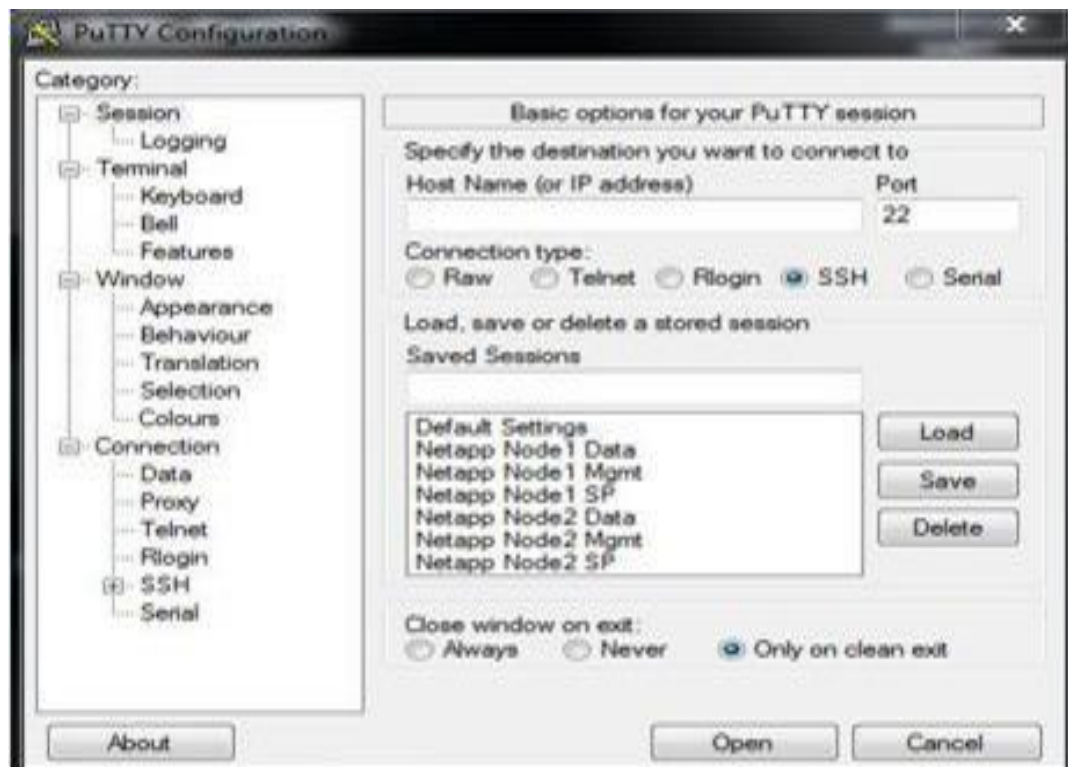 PuTTY Configuration
Category:
Session
Logging
Terminal
Keyboard
Bell
Features
Window
Appearance
Behaviour
Translation
Selection
Colours
Connection
Data
Proxy
Telnet
Rlogin
SSH
Serial
Basic options for your PuTTY session
Specify the destination you want to connect to
Host Name (or IP address) Port
22
Connection type:
Raw Telnet Rlogin SSH Serial
Load, save or delete a stored session
Saved Sessions
Default Settings
Netapp Node1 Data
Netapp Node1 Mgmt
Netapp Node1 SP
Netapp Node2 Data
Netapp Node2 Mgmt
Netapp Node2 SP
Load
Save
Delete
Close window on exit:
Always Never Only on clean exit
About Open Cancel